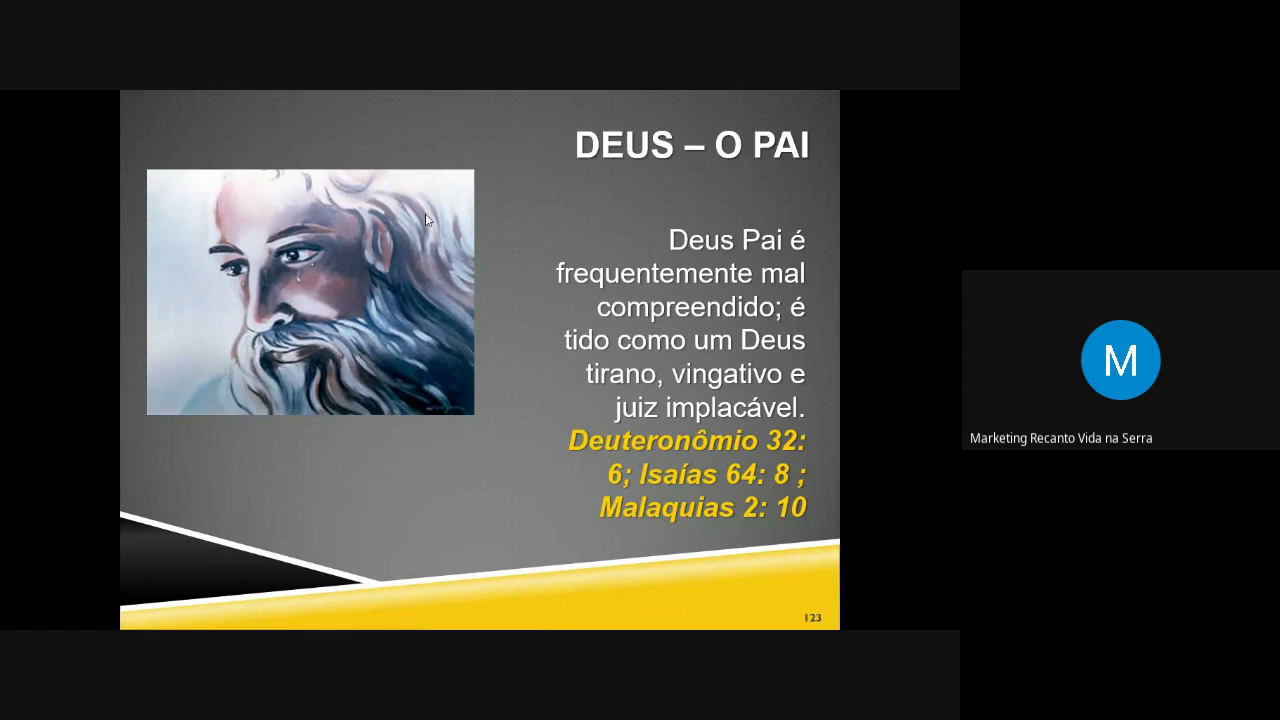 DEUS – O PAI
Deus Pai é
frequentemente mal
compreendido; é
tido como um Deus
tirano, vingativo e
juiz implacável.
Deuteronômio 32:
6; Isaías 64: 8 ;
Malaquias 2: 10
123
M
Marketing Recanto Vida na Serra